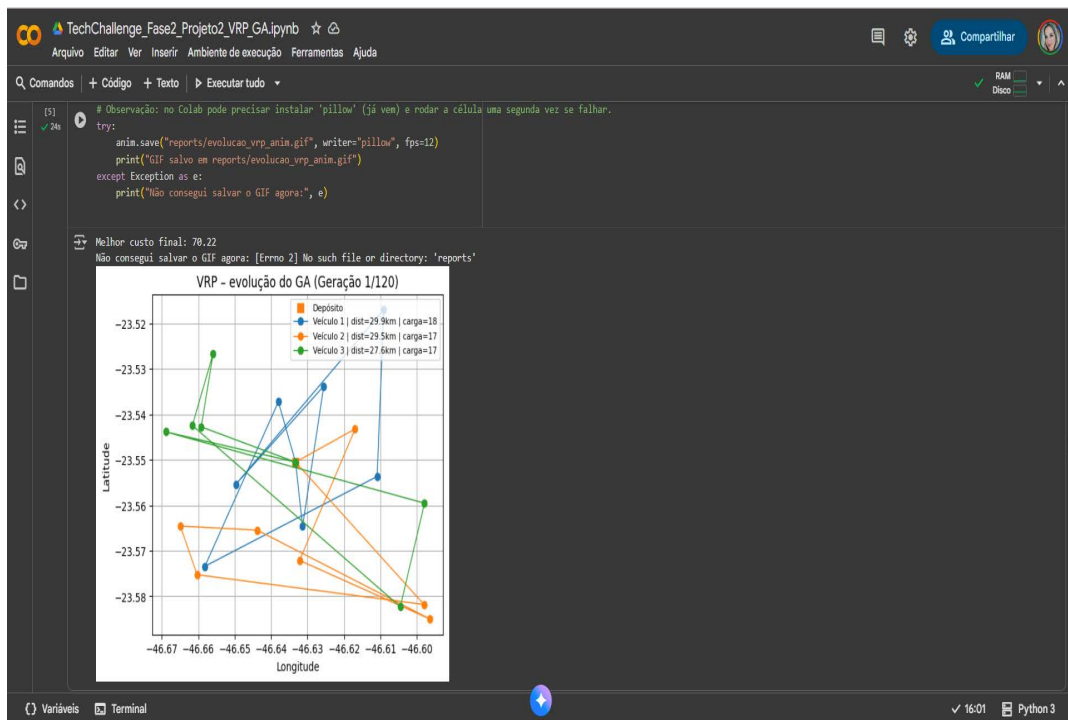 TechChallenge_Fase2_Projeto2_VRP_GA.ipynb
Arquivo Editar Ver Inserir Ambiente de execução Ferramentas Ajuda
Compartilhar
Comandos + Código + Texto Executar tudo
RAM
Disco
[5]
24s
# Observação: no Colab pode precisar instalar 'pillow' (já vem) e rodar a célula uma segunda vez se falhar.
try:
anim.save("reports/evolucao_vrp_anim.gif", writer="pillow", fps=12)
print("GIF salvo em reports/evolucao_vrp_anim.gif")
except Exception as e:
print("Não consegui salvar o GIF agora:", e)
Melhor custo final: 70.22
Não consegui salvar o GIF agora: [Errno 2] No such file or directory: 'reports'
VRP – evolução do GA (Geração 1/120)
Depósito
Veículo 1 | dist=29.9km | carga=18
Veículo 2 | dist=29.5km | carga=17
Veículo 3 | dist=27.6km | carga=17
−23.52
−23.53
−23.54
−23.55
−23.56
−23.57
−23.58
Latitude
−46.67 −46.66 −46.65 −46.64 −46.63 −46.62 −46.61 −46.60
Longitude
{} Variáveis Terminal
16:01 Python 3